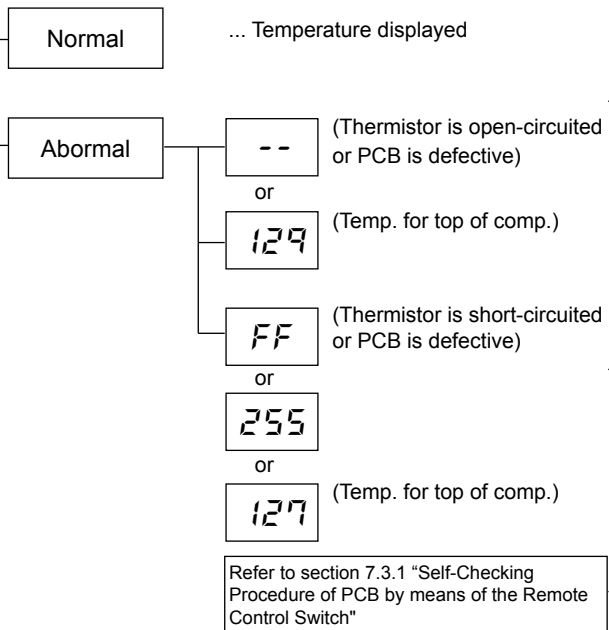 Normal
... Temperature displayed
Abormal
--
(Thermistor is open-circuited
or PCB is defective)
or
129
(Temp. for top of comp.)
FF
(Thermistor is short-circuited
or PCB is defective)
or
255
or
127
(Temp. for top of comp.)
Refer to section 7.3.1 “Self-Checking
Procedure of PCB by means of the Remote
Control Switch"